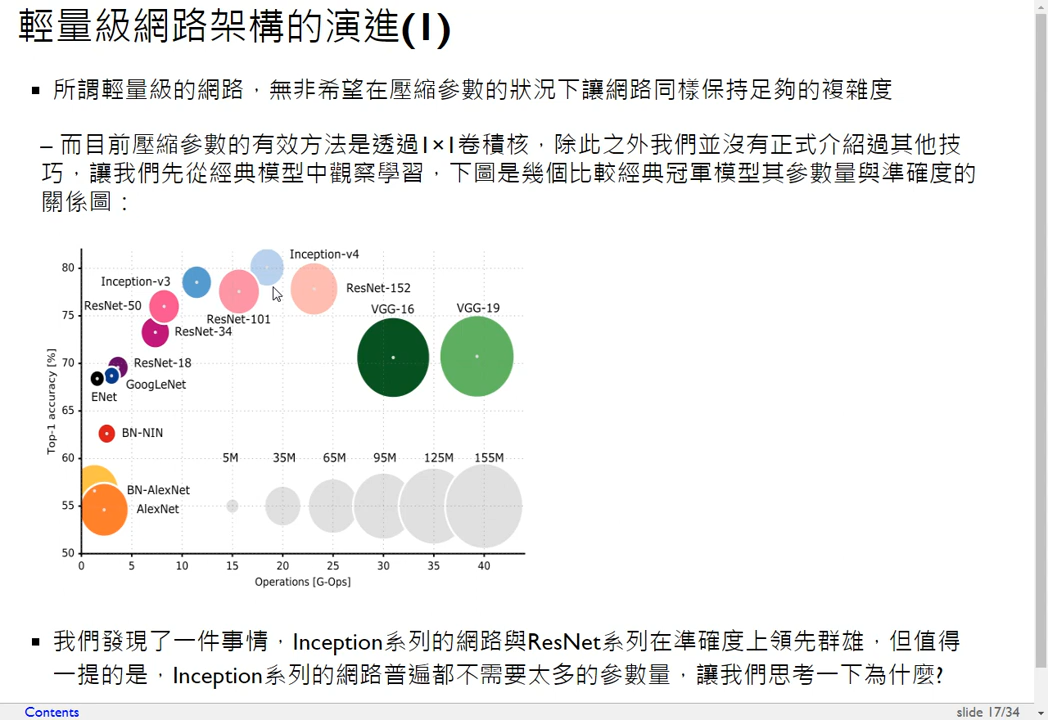 輕量級網路架構的演進(1)
▪ 所謂輕量級的網路，無非希望在壓縮參數的狀況下讓網路同樣保持足夠的複雜度
– 而目前壓縮參數的有效方法是透過1×1卷積核，除此之外我們並沒有正式介紹過其他技
巧，讓我們先從經典模型中觀察學習，下圖是幾個比較經典冠軍模型其參數量與準確度的
關係圖：
Inception-v4
80
Inception-v3
ResNet-152
ResNet-50
VGG-16
VGG-19
75
ResNet-101
ResNet-34
70
ResNet-18
GoogLeNet
ENet
Top-1 accuracy [%]
65
BN-NIN
60
5M 35M 65M 95M 125M 155M
BN-AlexNet
55
AlexNet
50
0 5 10 15 20 25 30 35 40
Operations [G-Ops]
▪ 我們發現了一件事情，Inception系列的網路與ResNet系列在準確度上領先群雄，但值得
一提的是，Inception系列的網路普遍都不需要太多的參數量，讓我們思考一下為什麼?
Contents
slide 17/34